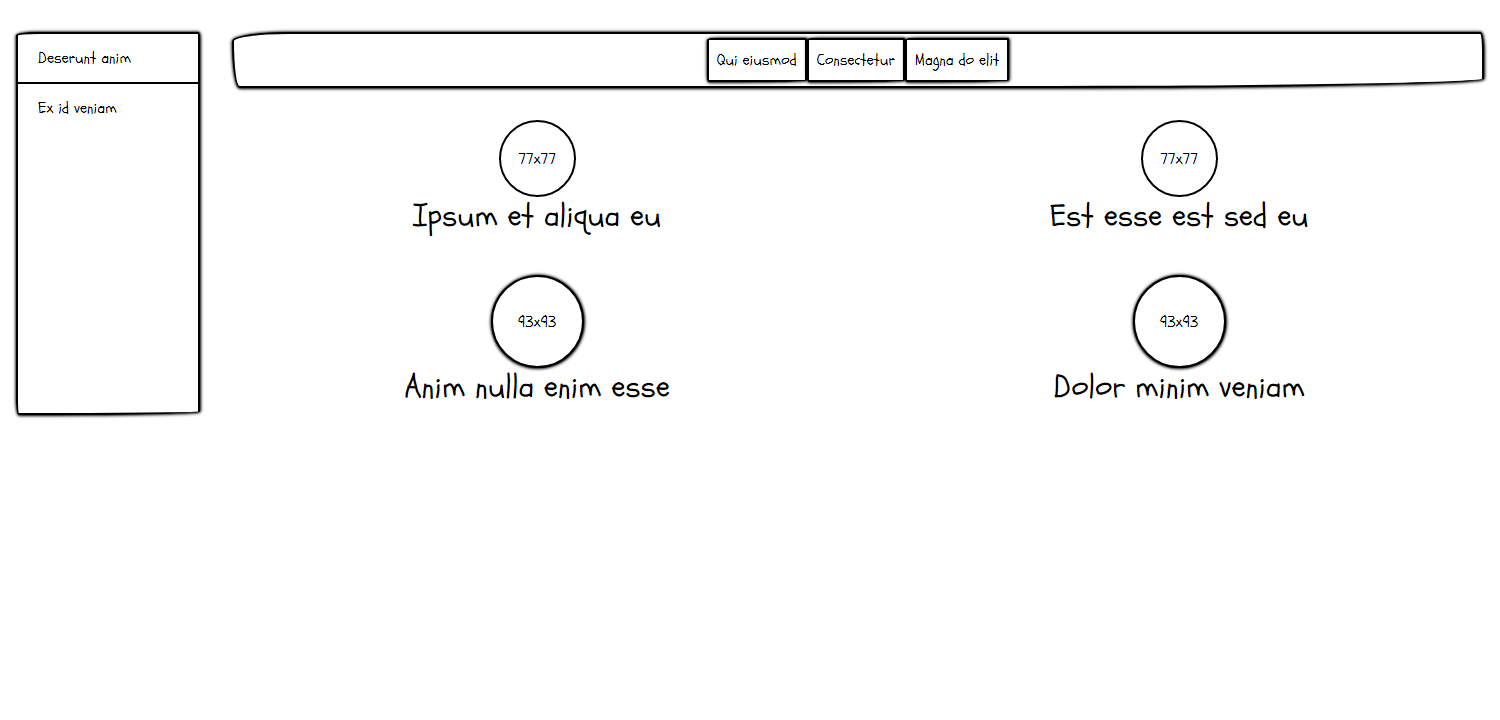 Deserunt anim
Ex id veniam
Qui eiusmod
Consectetur
Magna do elit
77x77
Ipsum et aliqua eu
77x77
Est esse est sed eu
93x93
Anim nulla enim esse
93x93
Dolor minim veniam